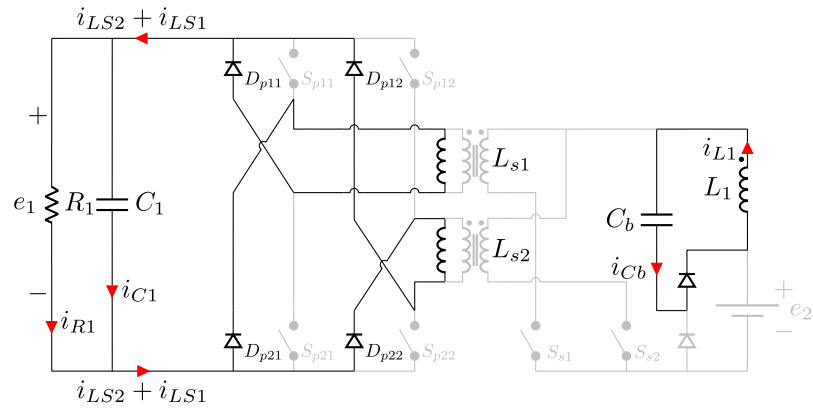 i_{LS2} + i_{LS1}
D_{p11}
S_{p11}
D_{p12}
S_{p12}
+
e_1
R_1
C_1
−
i_{C1}
i_{R1}
L_{s1}
L_{s2}
i_{L1}
L_1
C_b
i_{Cb}
+
e_2
−
D_{p21}
S_{p21}
D_{p22}
S_{p22}
S_{s1}
S_{s2}
i_{LS2} + i_{LS1}